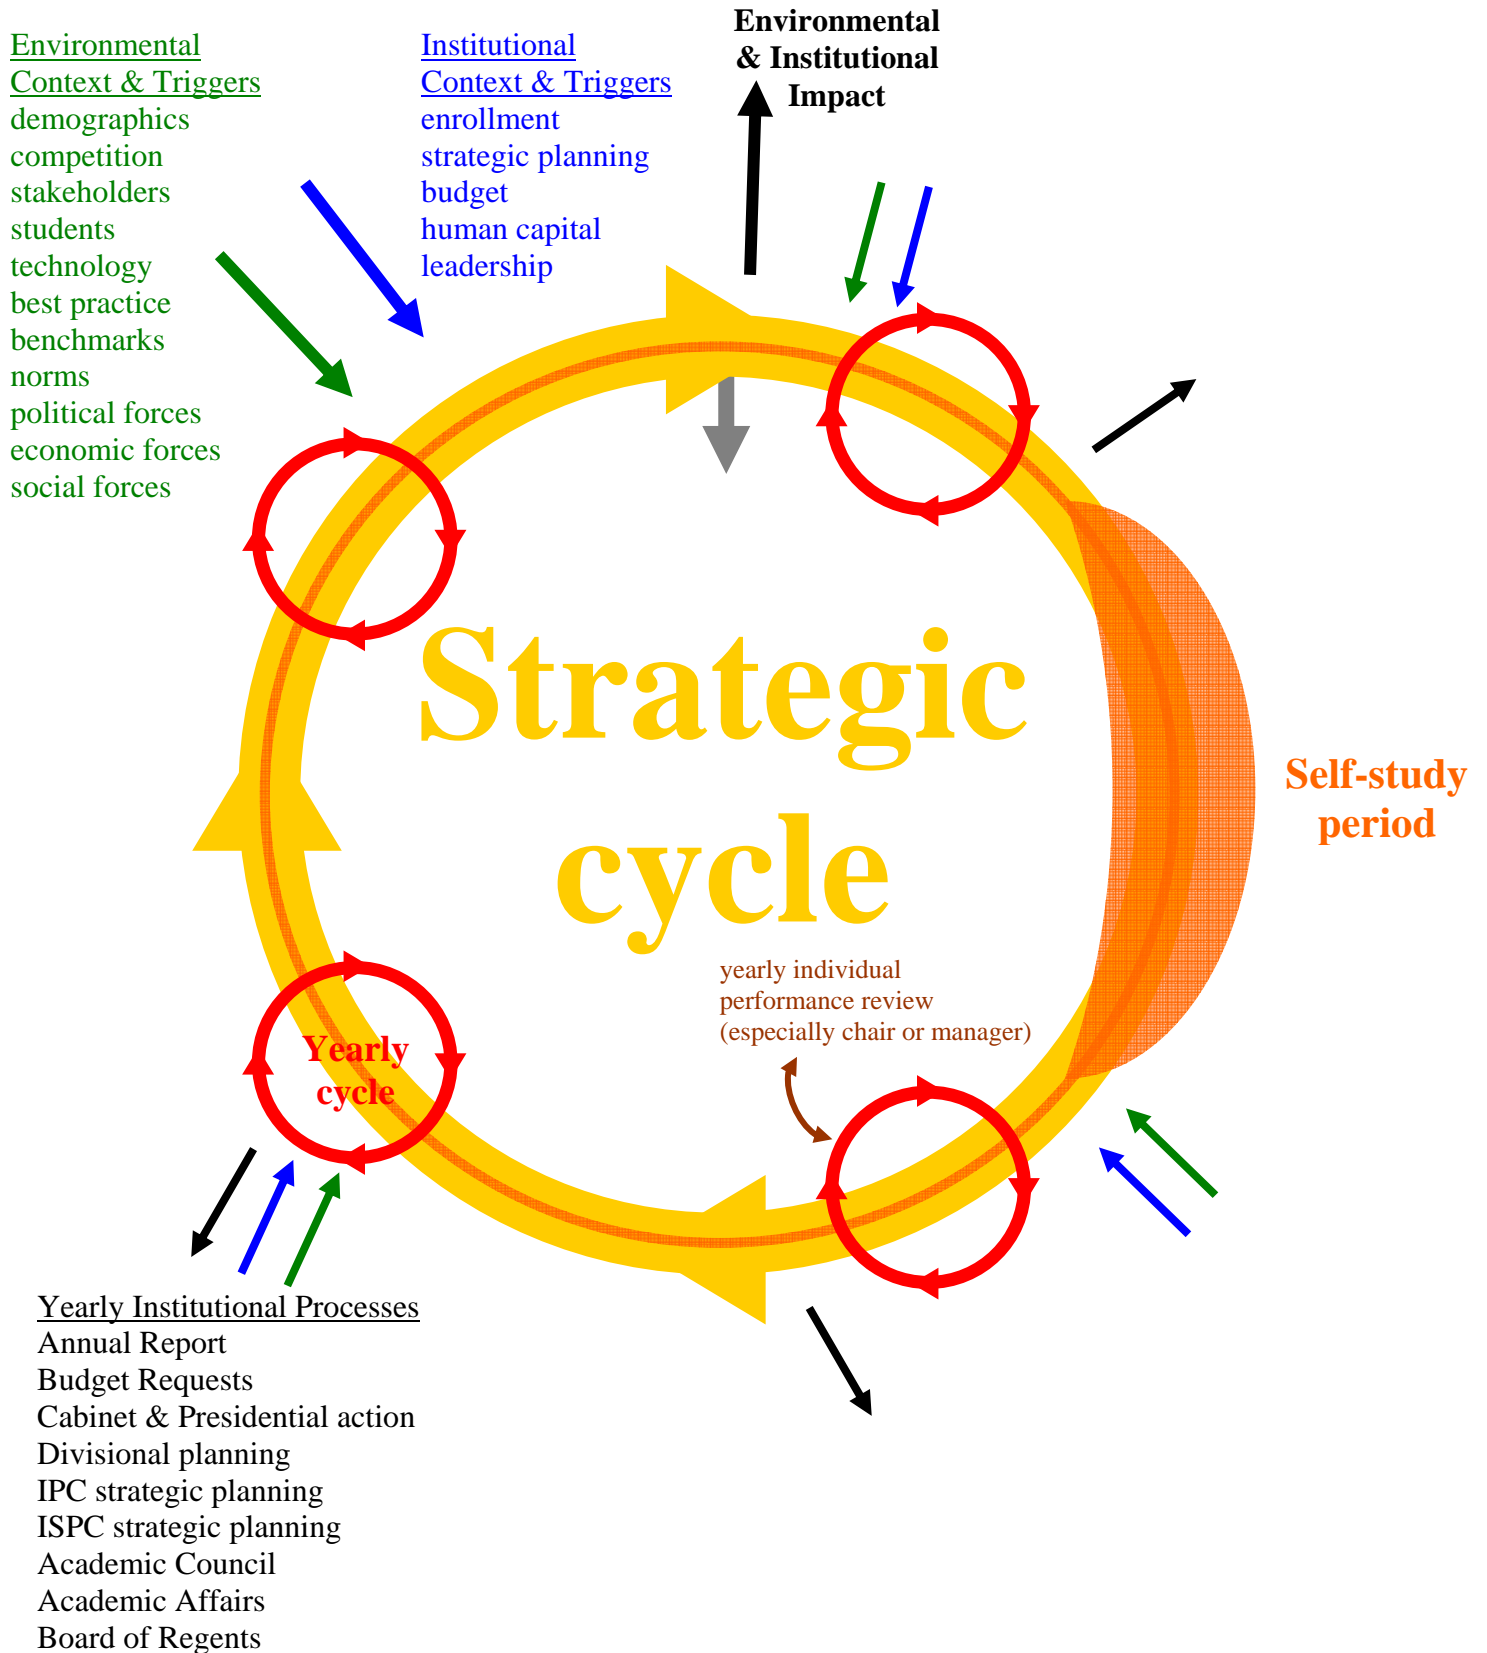 Environmental
Context & Triggers
demographics
competition
stakeholders
students
technology
best practice
benchmarks
norms
political forces
economic forces
social forces
Institutional
Context & Triggers
enrollment
strategic planning
budget
human capital
leadership
Environmental
& Institutional
Impact
Strategic
cycle
Self-study
period
yearly individual
performance review
(especially chair or manager)
Yearly
cycle
Yearly Institutional Processes
Annual Report
Budget Requests
Cabinet & Presidential action
Divisional planning
IPC strategic planning
ISPC strategic planning
Academic Council
Academic Affairs
Board of Regents